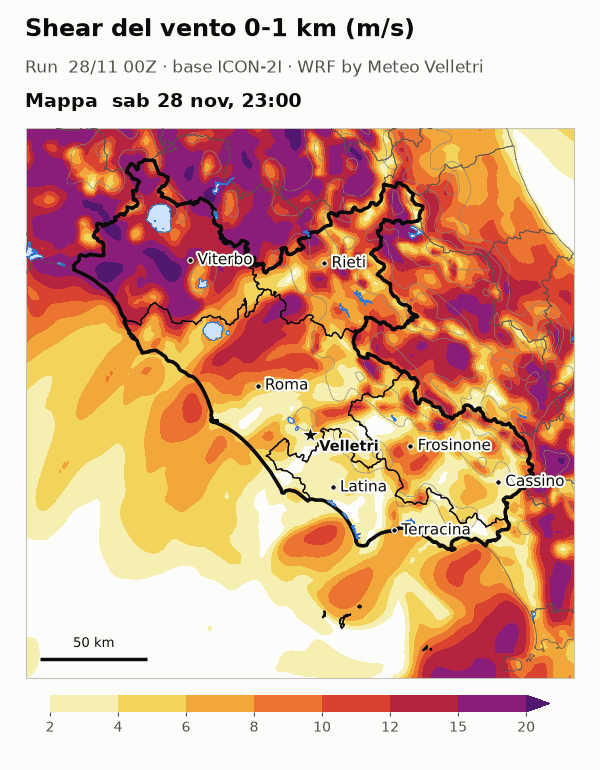 Shear del vento 0-1 km (m/s)
Run  28/11 00Z · base ICON-2I · WRF by Meteo Velletri
Mappa  sab 28 nov, 23:00
Viterbo
Rieti
Roma
Velletri
Frosinone
Latina
Cassino
Terracina
50 km
2 4 6 8 10 12 15 20